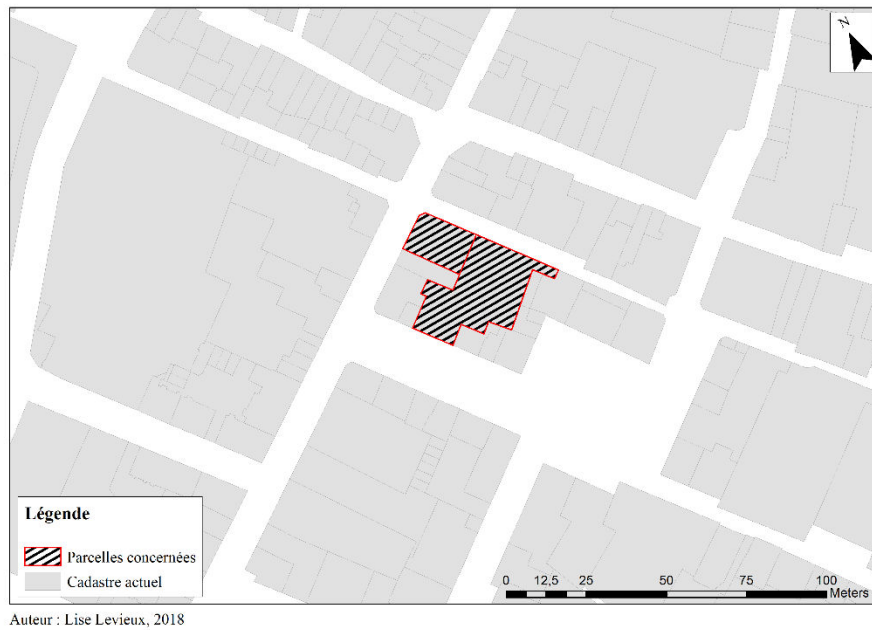 N
Légende
Parcelles concernées
Cadastre actuel
0 12,5 25 50 75 100
Meters
Auteur : Lise Levieux, 2018